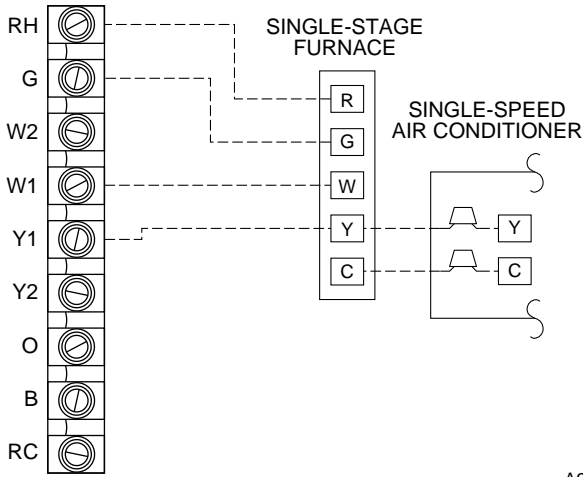 RH
G
W2
W1
Y1
Y2
O
B
RC
SINGLE-STAGE
FURNACE
R
G
W
Y
C
SINGLE-SPEED
AIR CONDITIONER
Y
C